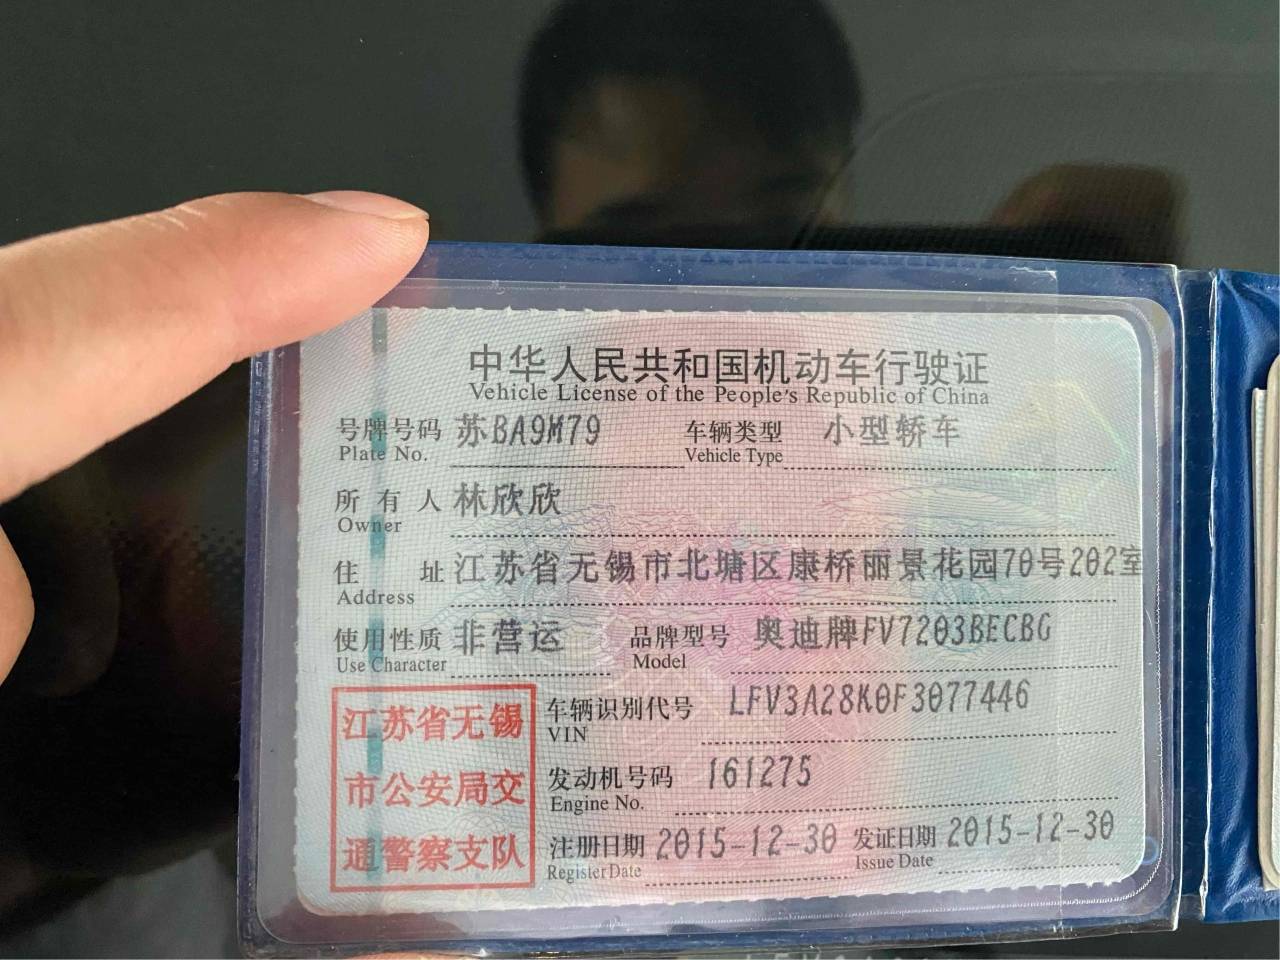 中华人民共和国机动车行驶证
Vehicle License of the People's Republic of China
号牌号码 苏BA9M79 车辆类型 小型轿车
Plate No. Vehicle Type
所有人 林欣欣
Owner
住址 江苏省无锡市北塘区康桥丽景花园70号202室
Address
使用性质 非营运 品牌型号 奥迪牌FV7203BECBG
Use Character Model
江苏省无锡
市公安局交
通警察支队
车辆识别代号 LFV3A28K0F3077446
VIN
发动机号码 161275
Engine No.
注册日期 2015-12-30 发证日期 2015-12-30
Register Date Issue Date